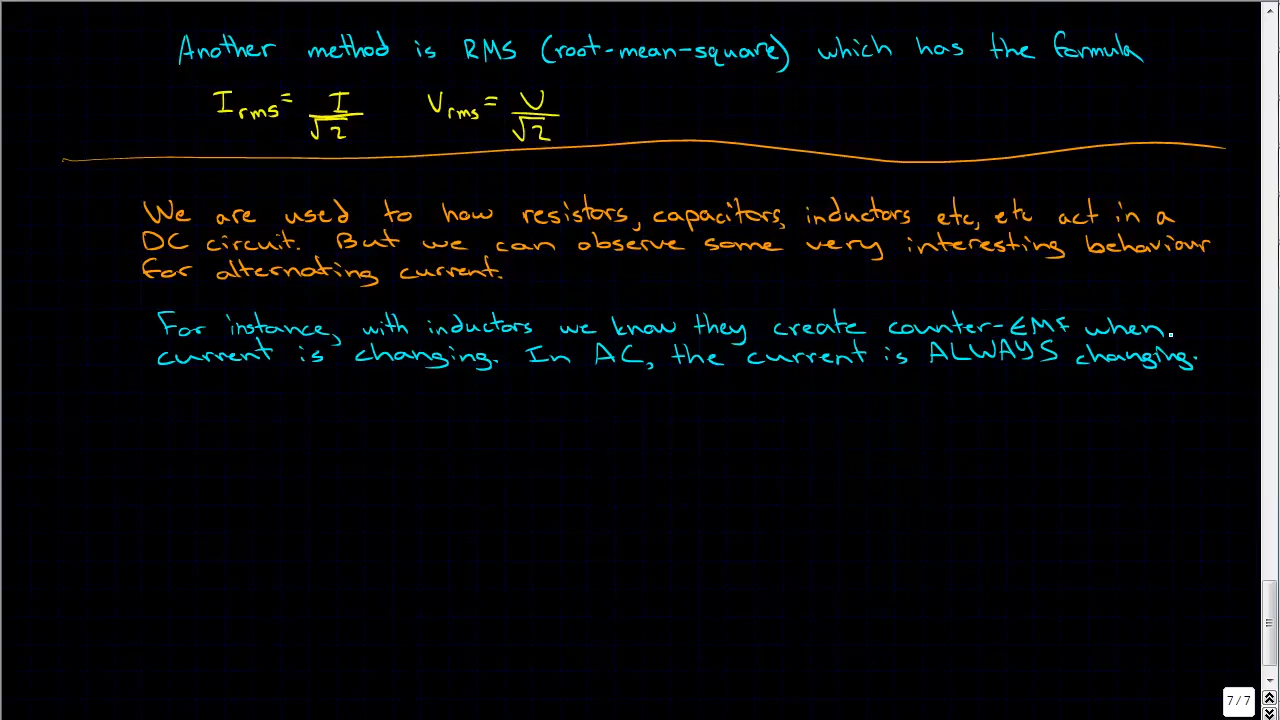 Another method is RMS (root-mean-square) which has the formula
I rms = I/√2 V rms = V/√2
We are used to how resistors, capacitors, inductors etc, etc act in a
DC circuit. But we can observe some very interesting behaviour
for alternating current.
For instance, with inductors we know they create counter-EMF when
current is changing. In AC, the current is ALWAYS changing.
7/7